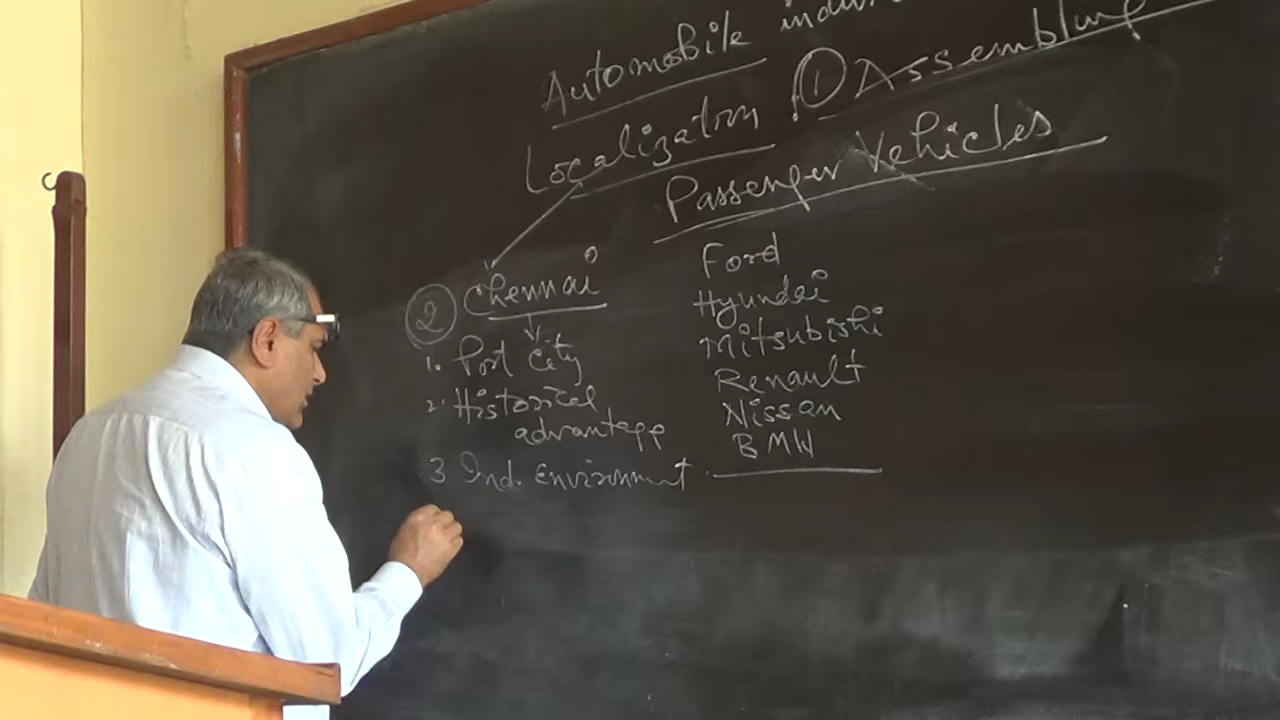 Automobile
Localization ① Assembling
Passenger Vehicles
② Chennai
1. Port City
2. Historical
advantage
3 Ind. Environment
Ford
Hyundai
Mitsubishi
Renault
Nissan
BMW